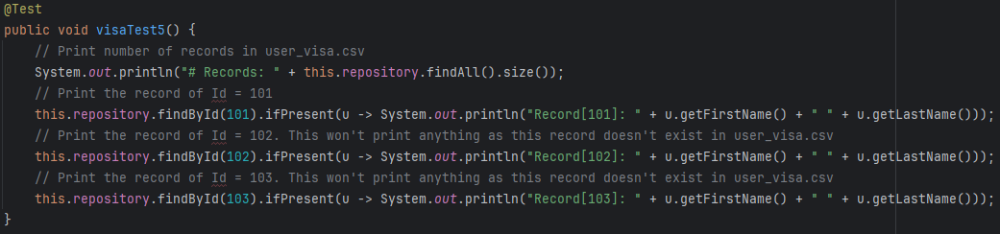 @Test
public void visaTest5() {
    // Print number of records in user_visa.csv
    System.out.println("# Records: " + this.repository.findAll().size());
    // Print the record of Id = 101
    this.repository.findById(101).ifPresent(u -> System.out.println("Record[101]: " + u.getFirstName() + " " + u.getLastName()));
    // Print the record of Id = 102. This won't print anything as this record doesn't exist in user_visa.csv
    this.repository.findById(102).ifPresent(u -> System.out.println("Record[102]: " + u.getFirstName() + " " + u.getLastName()));
    // Print the record of Id = 103. This won't print anything as this record doesn't exist in user_visa.csv
    this.repository.findById(103).ifPresent(u -> System.out.println("Record[103]: " + u.getFirstName() + " " + u.getLastName()));
}